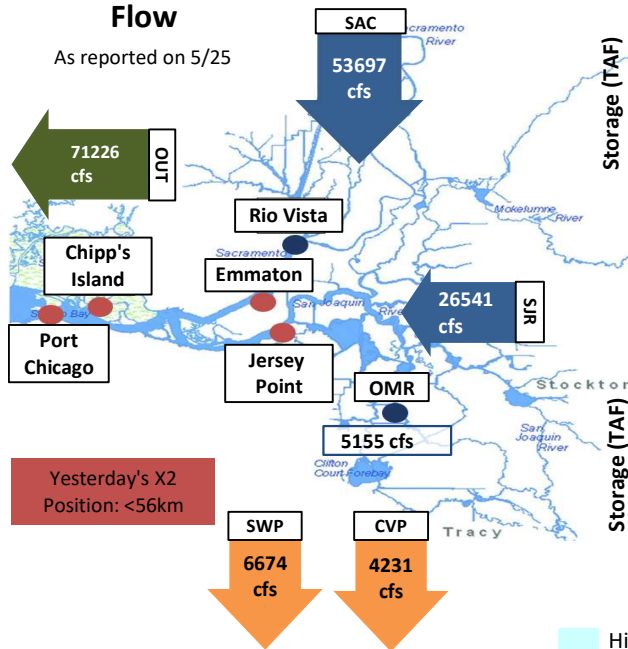 Flow
As reported on 5/25
SAC
53697
cfs
Sacramento
River
Storage (TAF)
71226
cfs
OUT
Mokelumne
River
Rio Vista
Chipp's
Island
Sacramento
Emmaton
San Joaquin
River
26541
cfs
SJR
Bay
Port
Chicago
Jersey
Point
OMR
Stockton
5155 cfs
San
Joaquin
River
Clifton
Court Forebay
Storage (TAF)
Yesterday's X2
Position: <56km
SWP
CVP
Tracy
6674
cfs
4231
cfs
Hi